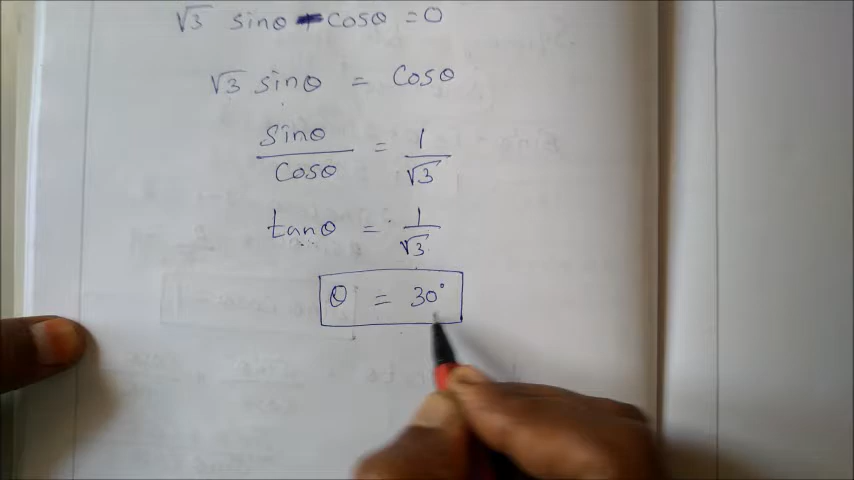 √3 sinθ - cosθ = 0
√3 sinθ = Cosθ
sinθ/Cosθ = 1/√3
tanθ = 1/√3
θ = 30°